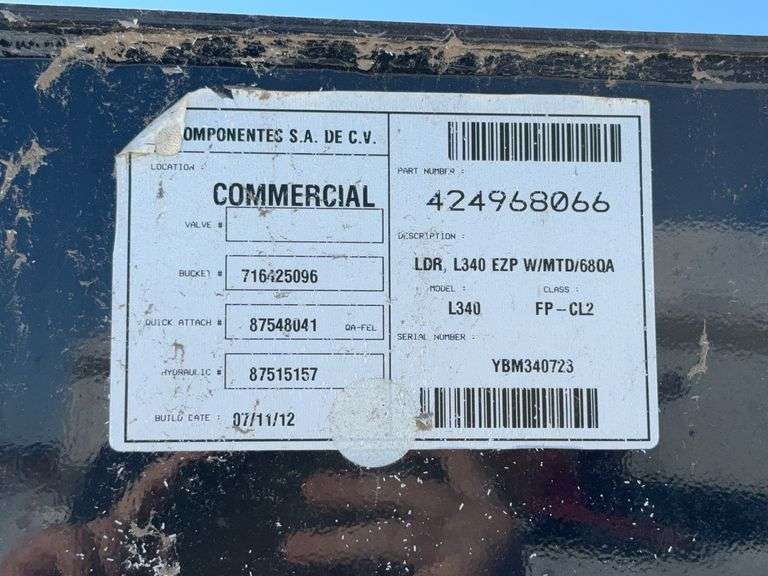 OMPONENTES S.A. DE C.V.
LOCATION :
COMMERCIAL
VALVE #
BUCKET # 716425096
QUICK ATTACH # 87548041 QA-FEL
HYDRAULIC # 87515157
BUILD DATE : 07/11/12
PART NUMBER :
424968066
DESCRIPTION :
LDR, L340 EZP W/MTD/68QA
MODEL : CLASS :
L340 FP-CL2
SERIAL NUMBER :
YBM340723